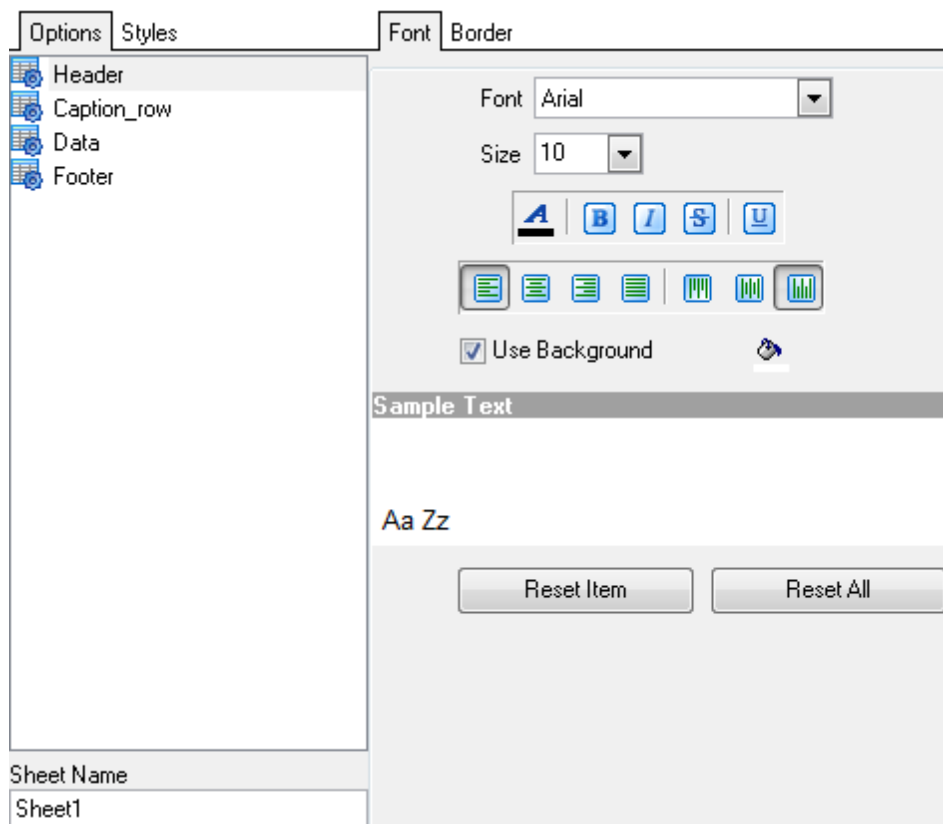 Options Styles
Header
Caption_row
Data
Footer
Sheet Name
Sheet1
Font Border
Font Arial
Size 10
A B I S U
Use Background
Sample Text
Aa Zz
Reset Item Reset All